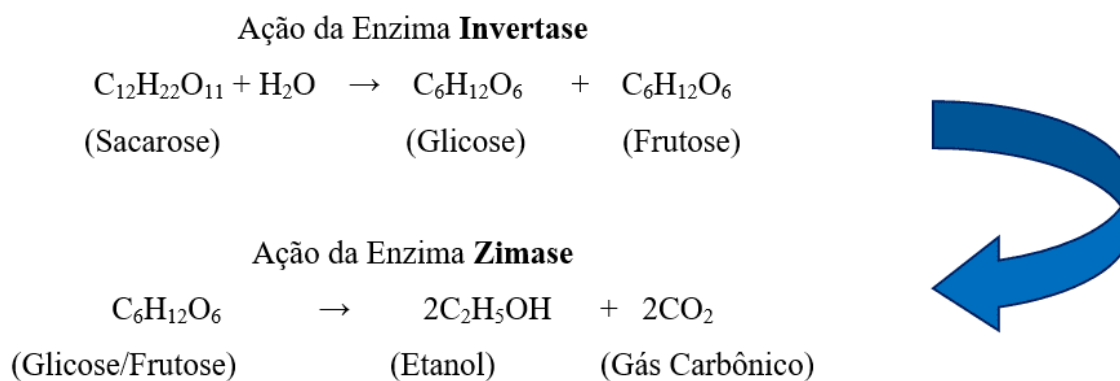 Ação da Enzima Invertase
C₁₂H₂₂O₁₁ + H₂O → C₆H₁₂O₆ + C₆H₁₂O₆
(Sacarose) (Glicose) (Frutose)
Ação da Enzima Zimase
C₆H₁₂O₆ → 2C₂H₅OH + 2CO₂
(Glicose/Frutose) (Etanol) (Gás Carbônico)